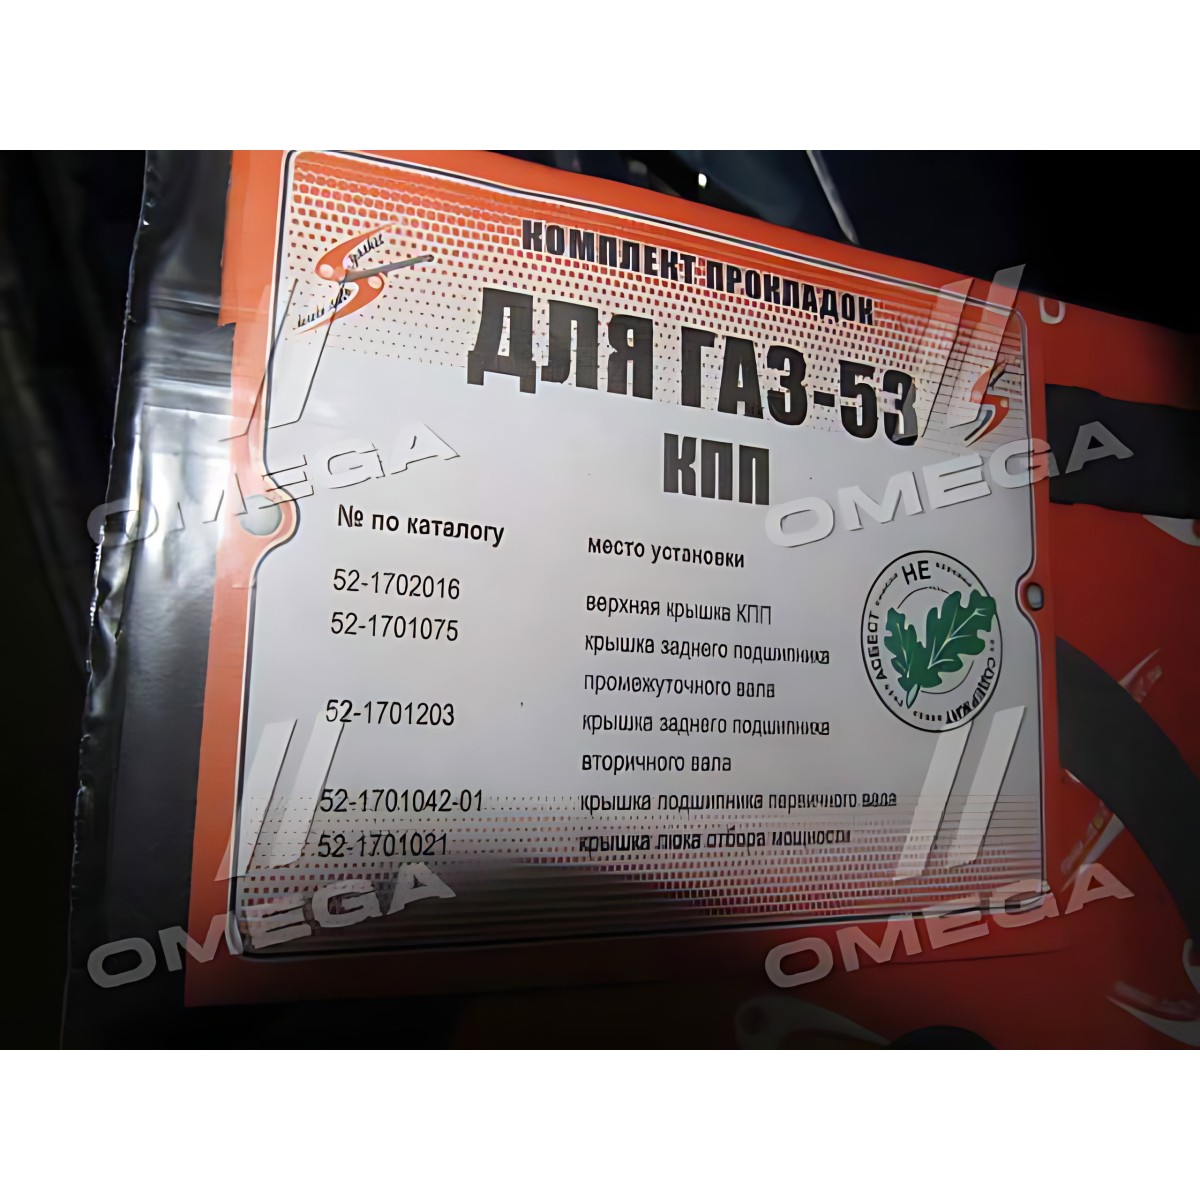 КОМПЛЕКТ ПРОКЛАДОК
ДЛЯ ГАЗ-53
КПП
№ по каталогу место установки
52-1702016 верхняя крышка КПП
52-1701075 крышка заднего подшипника
промежуточного вала
52-1701203 крышка заднего подшипника
вторичного вала
52-1701042-01 крышка подшипника первичного вала
52-1701021 крышка люка отбора мощности
НЕ
СОДЕРЖИТ
АСБЕСТ
OMEGA
OMEGA
OMEGA
OMEGA